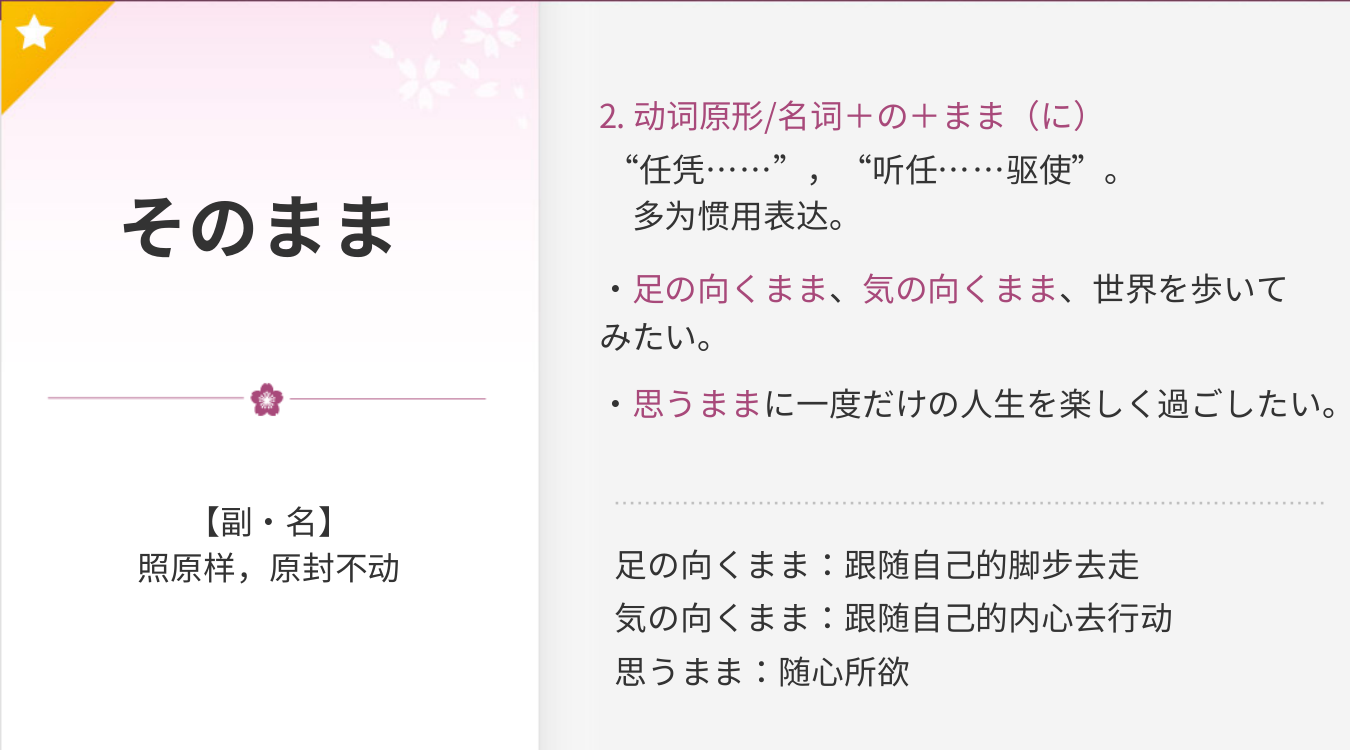 そのまま
【副・名】
照原样，原封不动
2. 动词原形/名词＋の＋まま（に）
“任凭……”，“听任……驱使”。
多为惯用表达。
・足の向くまま、気の向くまま、世界を歩いて
みたい。
・思うままに一度だけの人生を楽しく過ごしたい。
足の向くまま：跟随自己的脚步去走
気の向くまま：跟随自己的内心去行动
思うまま：随心所欲